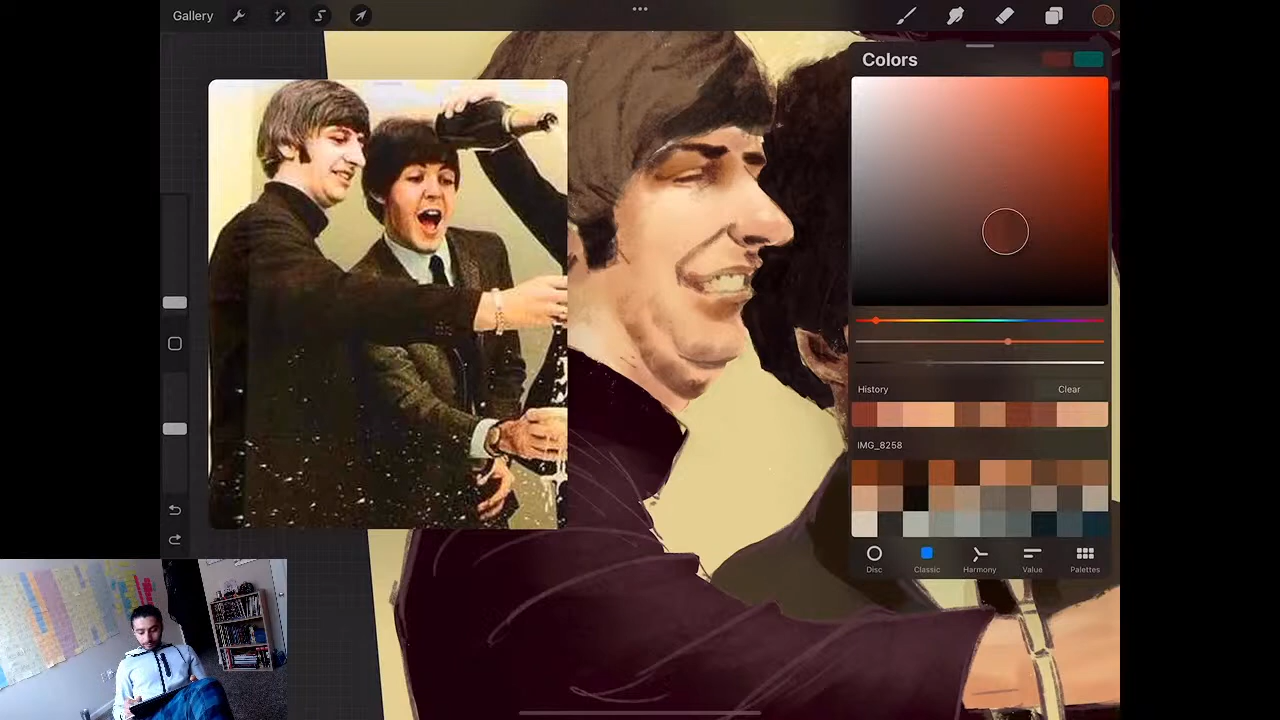 Gallery
Colors
History
Clear
IMG_8258
Disc
Classic
Harmony
Value
Palettes